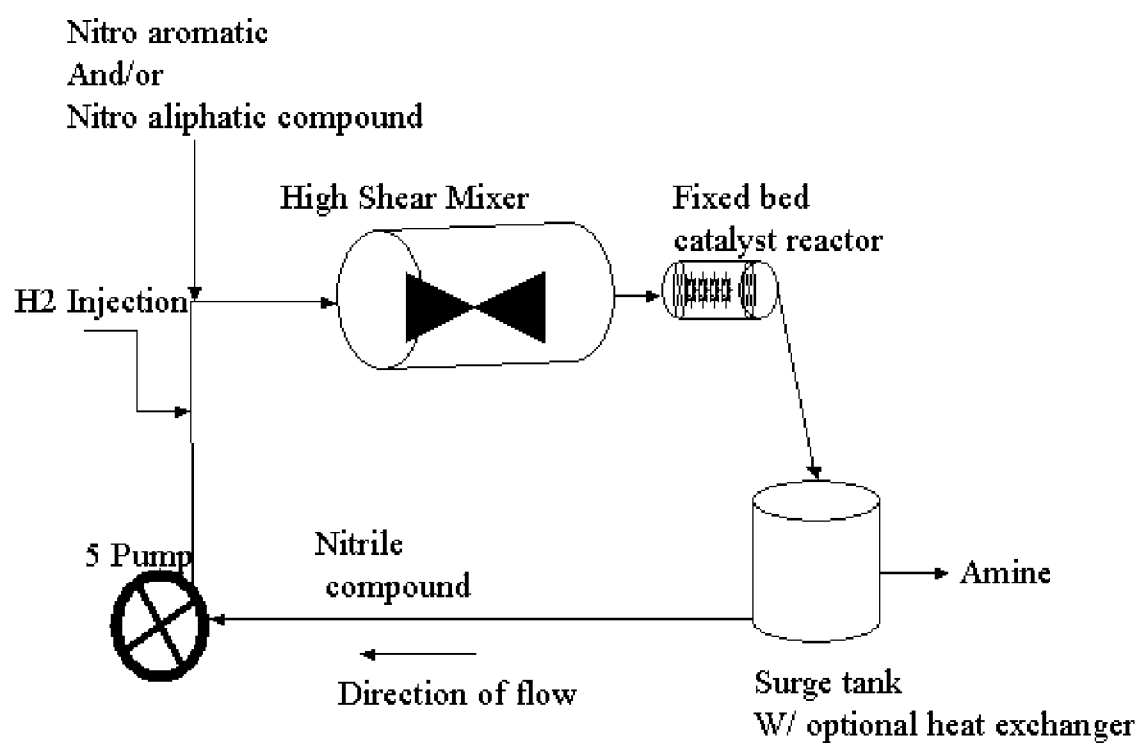 Nitro aromatic
And/or
Nitro aliphatic compound
High Shear Mixer
Fixed bed
catalyst reactor
H2 Injection
5 Pump
Nitrile
compound
Amine
Direction of flow
Surge tank
W/ optional heat exchanger